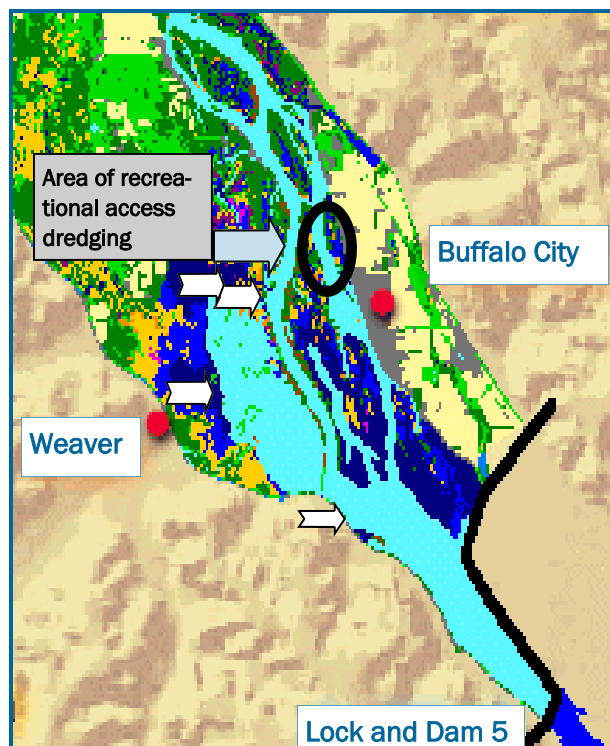 Area of recrea-
tional access
dredging
Buffalo City
Weaver
Lock and Dam 5